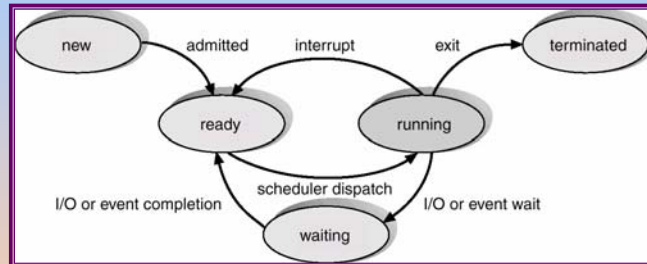 new
admitted
interrupt
exit
terminated
ready
running
scheduler dispatch
I/O or event completion
I/O or event wait
waiting